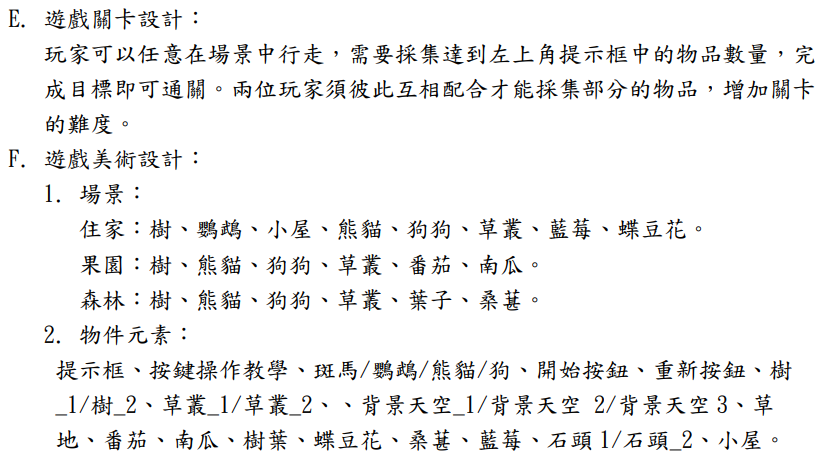 E. 遊戲關卡設計：
玩家可以任意在場景中行走，需要採集達到左上角提示框中的物品數量，完
成目標即可通關。兩位玩家須彼此互相配合才能採集部分的物品，增加關卡
的難度。
F. 遊戲美術設計：
1. 場景：
住家：樹、鸚鵡、小屋、熊貓、狗狗、草叢、藍莓、蝶豆花。
果園：樹、熊貓、狗狗、草叢、番茄、南瓜。
森林：樹、熊貓、狗狗、草叢、葉子、桑葚。
2. 物件元素：
提示框、按鍵操作教學、斑馬/鸚鵡/熊貓/狗、開始按鈕、重新按鈕、樹
_1/樹_2、草叢_1/草叢_2、、背景天空_1/背景天空 2/背景天空3、草
地、番茄、南瓜、樹葉、蝶豆花、桑葚、藍莓、石頭1/石頭_2、小屋。